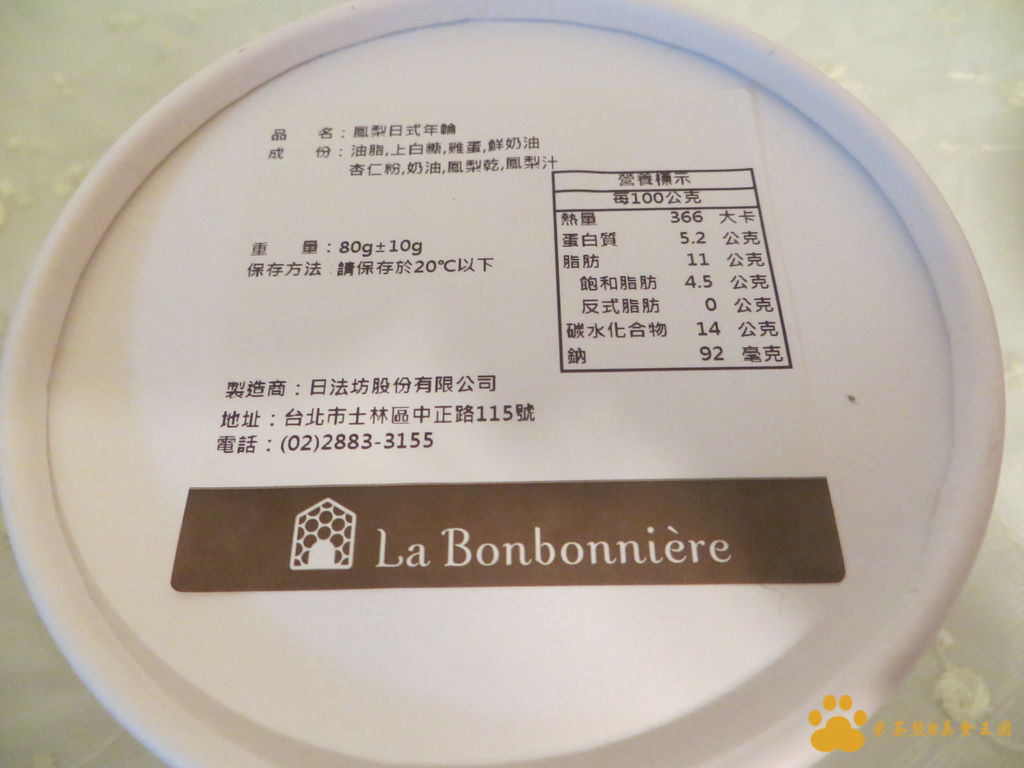 品 名：鳳梨日式年輪
成 份：油脂,上白糖,雞蛋,鮮奶油
杏仁粉,奶油,鳳梨乾,鳳梨汁
重 量：80g±10g
保存方法：請保存於20℃以下
營養標示
每100公克
熱量 366 大卡
蛋白質 5.2 公克
脂肪 11 公克
飽和脂肪 4.5 公克
反式脂肪 0 公克
碳水化合物 14 公克
鈉 92 毫克
製造商：日法坊股份有限公司
地址：台北市士林區中正路115號
電話：(02)2883-3155
La Bonbonnière
米茶熊@美女王國